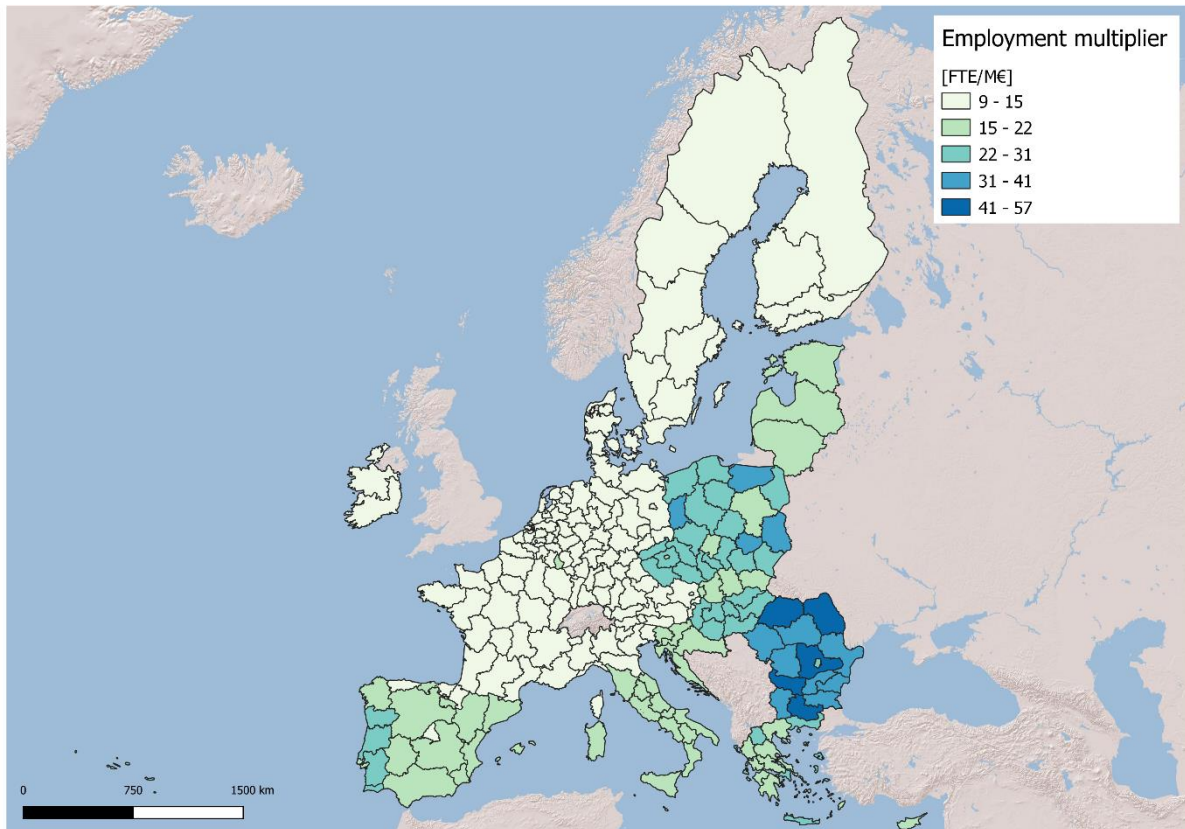 Employment multiplier
[FTE/M€]
9 - 15
15 - 22
22 - 31
31 - 41
41 - 57
0 750 1500 km